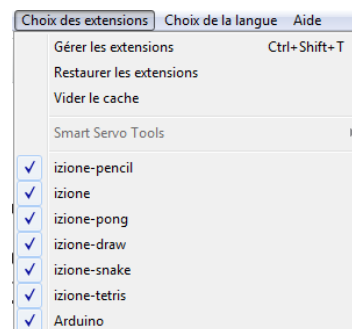 Choix des extensions Choix de la langue Aide
Gérer les extensions Ctrl+Shift+T
Restaurer les extensions
Vider le cache
Smart Servo Tools
izione-pencil
izione
izione-pong
izione-draw
izione-snake
izione-tetris
Arduino